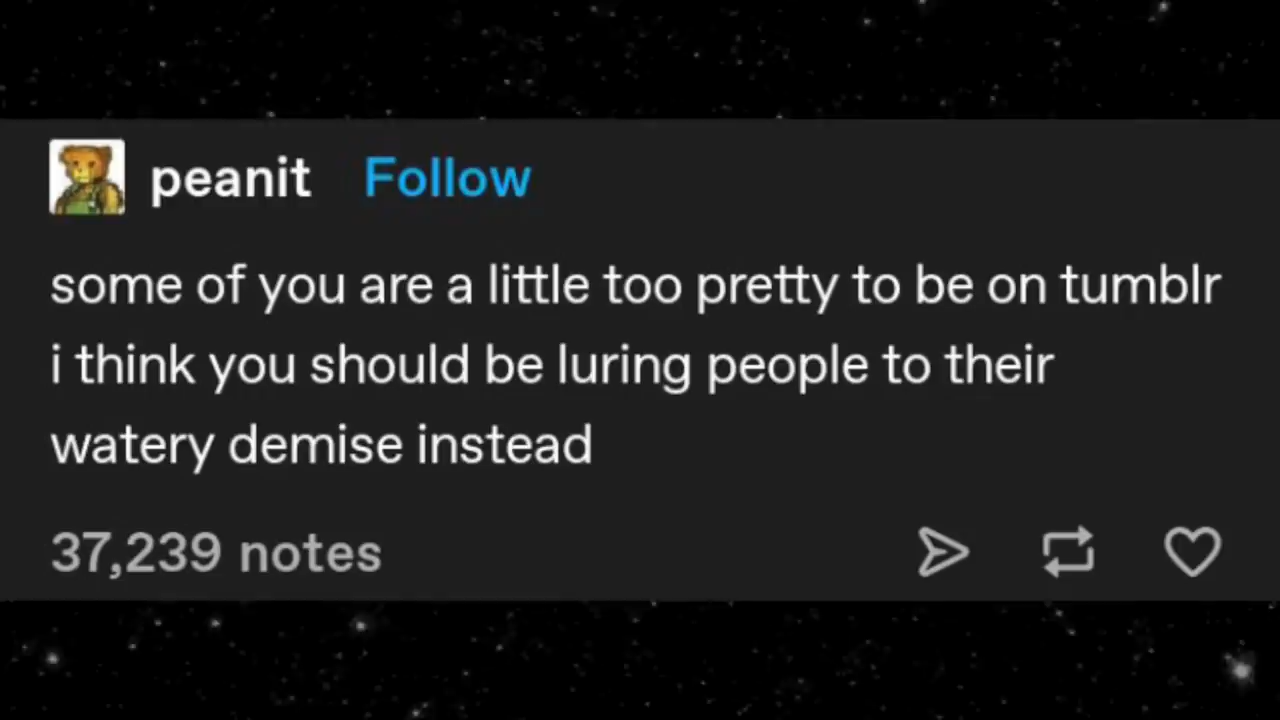 peanit Follow
some of you are a little too pretty to be on tumblr
i think you should be luring people to their
watery demise instead
37,239 notes